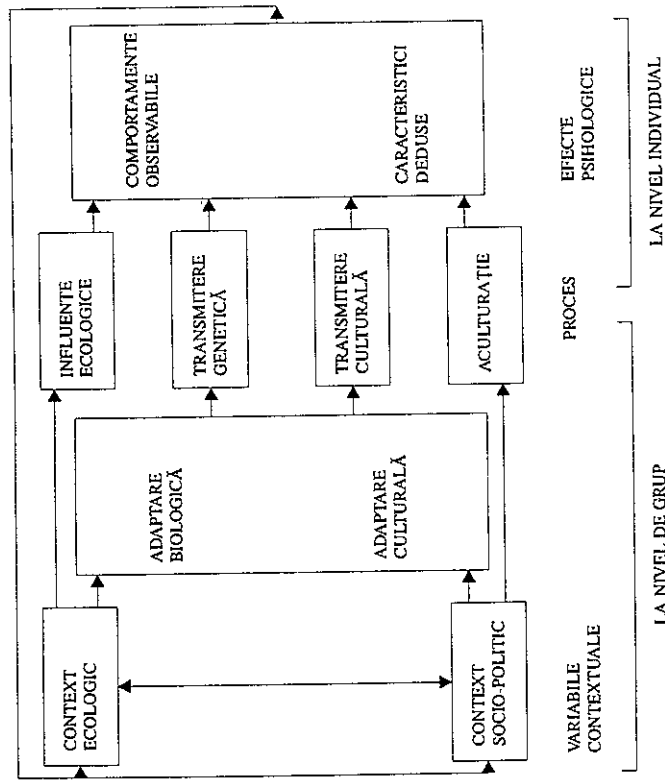 CONTEXT
ECOLOGIC
CONTEXT
SOCIO-POLITIC
ADAPTARE
BIOLOGICĂ
ADAPTARE
CULTURALĂ
INFLUENTE
ECOLOGICE
TRANSMITERE
GENETICĂ
TRANSMITERE
CULTURALĂ
ACULTURAȚIE
COMPORTAMENTE
OBSERVABILE
CARACTERISTICI
DEDUSE
VARIABILE
CONTEXTUALE
PROCES
EFECTE
PSIHOLOGICE
LA NIVEL DE GRUP
LA NIVEL INDIVIDUAL